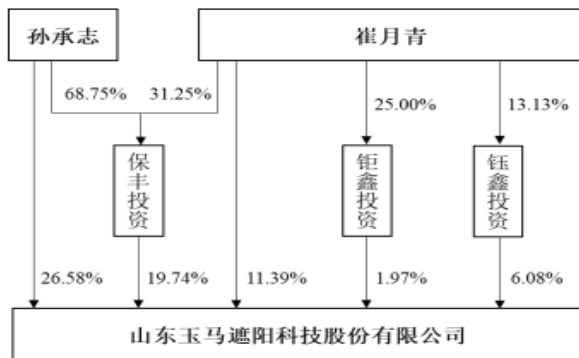 孙承志
崔月青
68.75%
31.25%
25.00%
13.13%
保丰投资
钜鑫投资
钰鑫投资
26.58%
19.74%
11.39%
1.97%
6.08%
山东玉马遮阳科技股份有限公司